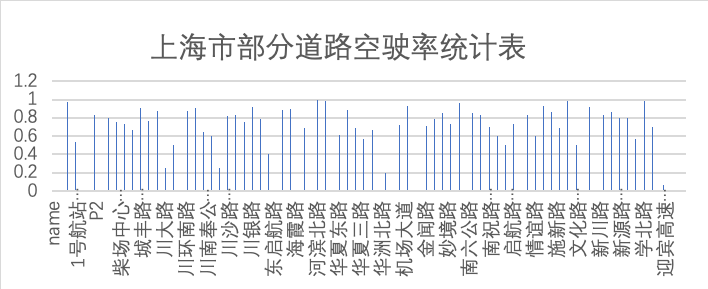 上海市部分道路空驶率统计表
1.2
1
0.8
0.6
0.4
0.2
0
name
1号航站…
P2
柴场中心…
城丰路…
川大路
川环南路
川南奉公…
川沙路…
川银路
东启航路
海霞路
河滨北路
华夏东路
华夏三路
华洲北路
机场大道
金闻路
妙境路
南六公路
南祝路…
启航路…
情谊路
施新路
文化路…
新川路
新源路…
学北路
迎宾高速…